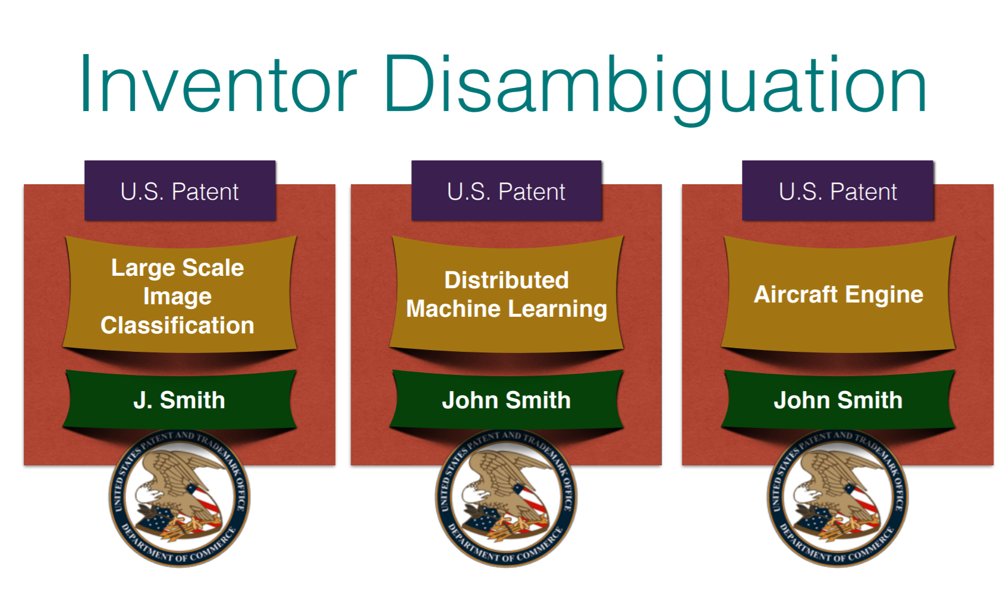 Inventor Disambiguation
U.S. Patent
Large Scale
Image
Classification
J. Smith
UNITED STATES PATENT AND TRADEMARK OFFICE
DEPARTMENT OF COMMERCE
U.S. Patent
Distributed
Machine Learning
John Smith
UNITED STATES PATENT AND TRADEMARK OFFICE
DEPARTMENT OF COMMERCE
U.S. Patent
Aircraft Engine
John Smith
UNITED STATES PATENT AND TRADEMARK OFFICE
DEPARTMENT OF COMMERCE